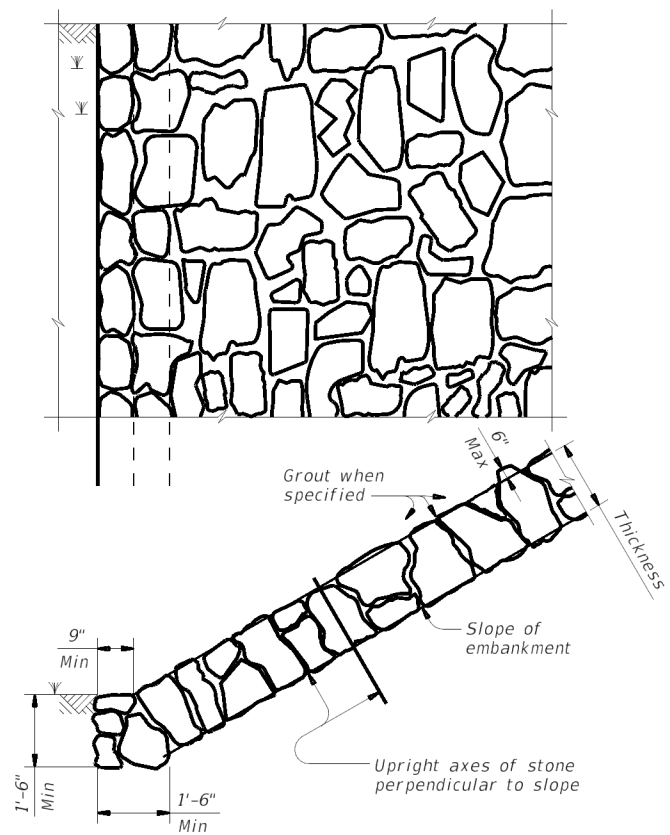 6"
Max
Grout when
specified
Thickness
Slope of
embankment
9"
Min
1'-6"
Min
Upright axes of stone
perpendicular to slope
1'-6"
Min